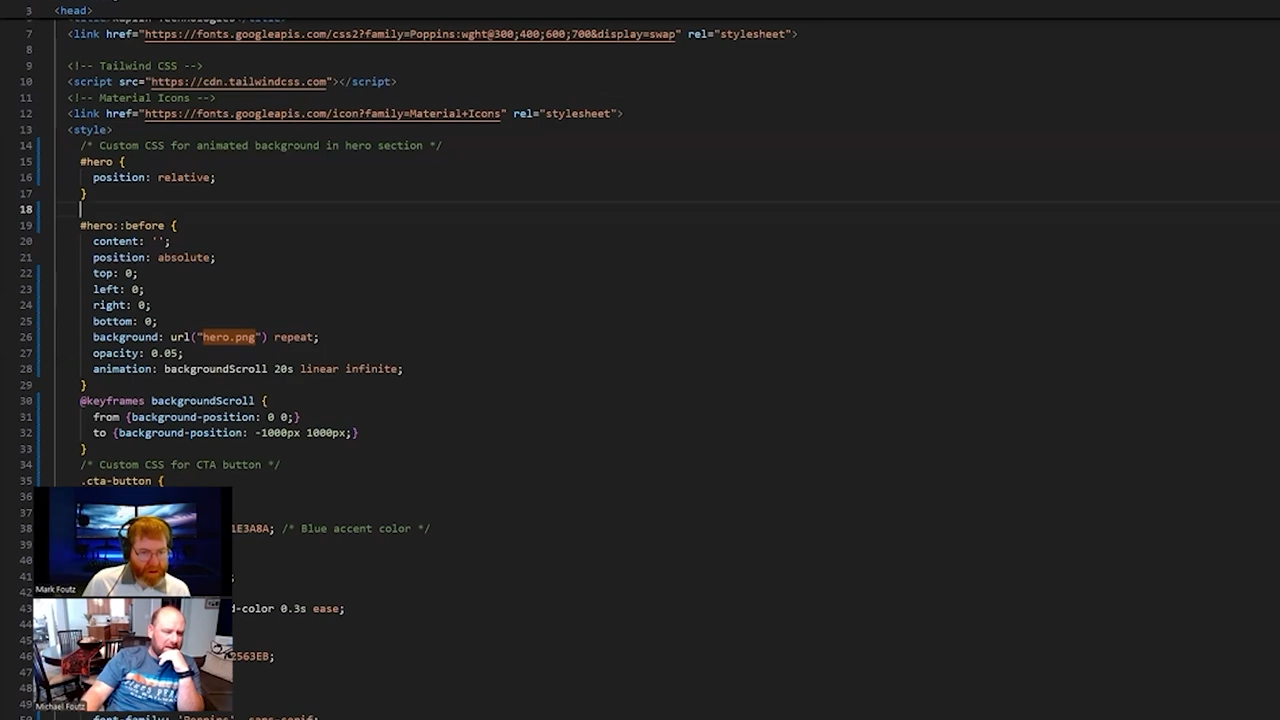 3 <head>
7 <link href="https://fonts.googleapis.com/css2?family=Poppins:wght@300;400;600;700&display=swap" rel="stylesheet">
8
9 <!-- Tailwind CSS -->
10 <script src="https://cdn.tailwindcss.com"></script>
11 <!-- Material Icons -->
12 <link href="https://fonts.googleapis.com/icon?family=Material+Icons" rel="stylesheet">
13 <style>
14 /* Custom CSS for animated background in hero section */
15 #hero {
16 position: relative;
17 }
18
19 #hero::before {
20 content: '';
21 position: absolute;
22 top: 0;
23 left: 0;
24 right: 0;
25 bottom: 0;
26 background: url("hero.png") repeat;
27 opacity: 0.05;
28 animation: backgroundScroll 20s linear infinite;
29 }
30 @keyframes backgroundScroll {
31 from {background-position: 0 0;}
32 to {background-position: -1000px 1000px;}
33 }
34 /* Custom CSS for CTA button */
35 .cta-button {
36
37
38 1E3A8A; /* Blue accent color */
39
40
41 ;
42
43 d-color 0.3s ease;
44
45
46 2563EB;
47
48
49
Mark Foutz
Michael Foutz